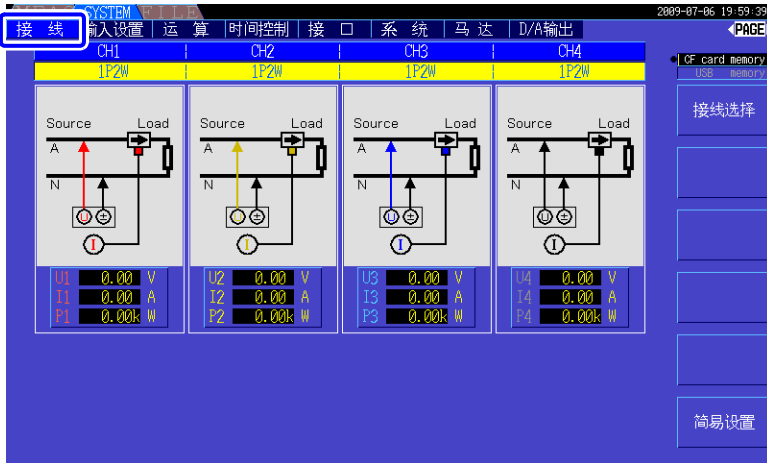 MEAS SYSTEM FILE 2009-07-06 19:59:39
接 线 输入设置 运 算 时间控制 接 口 系 统 马 达 D/A输出 PAGE
CH1 CH2 CH3 CH4
1P2W 1P2W 1P2W 1P2W
CF card memory
USB memory
接线选择
Source Load Source Load Source Load Source Load
A A A A
N N N N
U ± U ± U ± U ±
I I I I
U1 0.00 V U2 0.00 V U3 0.00 V U4 0.00 V
I1 0.00 A I2 0.00 A I3 0.00 A I4 0.00 A
P1 0.00k W P2 0.00k W P3 0.00k W P4 0.00k W
简易设置